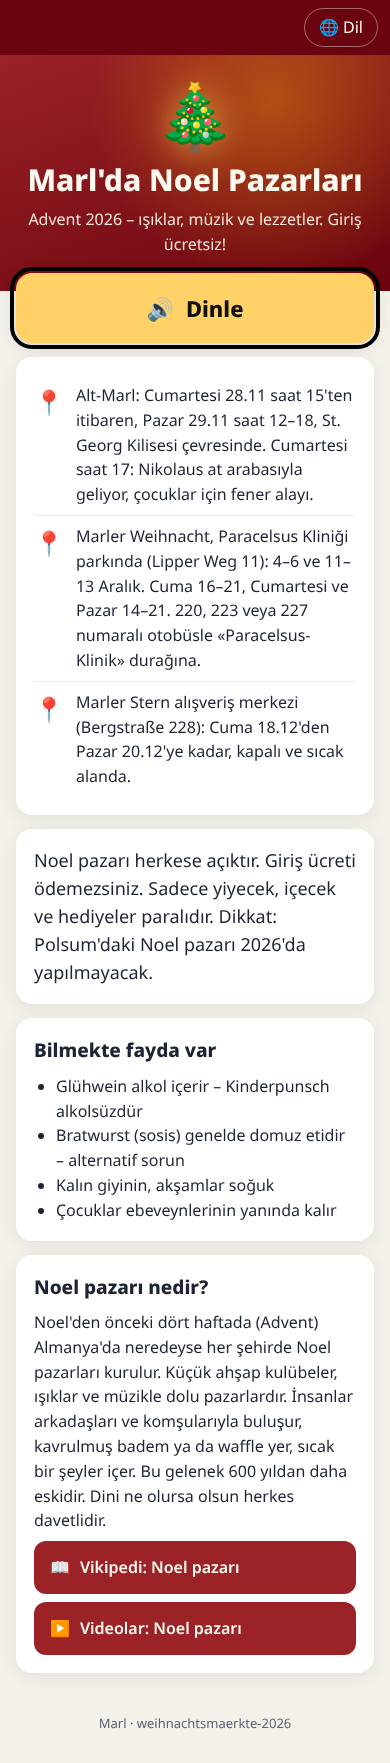 🌐 Dil
Marl'da Noel Pazarları
Advent 2026 – ışıklar, müzik ve lezzetler. Giriş
ücretsiz!
🔊 Dinle
📍 Alt-Marl: Cumartesi 28.11 saat 15'ten
itibaren, Pazar 29.11 saat 12–18, St.
Georg Kilisesi çevresinde. Cumartesi
saat 17: Nikolaus at arabasıyla
geliyor, çocuklar için fener alayı.
📍 Marler Weihnacht, Paracelsus Kliniği
parkında (Lipper Weg 11): 4–6 ve 11–
13 Aralık. Cuma 16–21, Cumartesi ve
Pazar 14–21. 220, 223 veya 227
numaralı otobüsle «Paracelsus-
Klinik» durağına.
📍 Marler Stern alışveriş merkezi
(Bergstraße 228): Cuma 18.12'den
Pazar 20.12'ye kadar, kapalı ve sıcak
alanda.
Noel pazarı herkese açıktır. Giriş ücreti
ödemezsiniz. Sadece yiyecek, içecek
ve hediyeler paralıdır. Dikkat:
Polsum'daki Noel pazarı 2026'da
yapılmayacak.
Bilmekte fayda var
• Glühwein alkol içerir – Kinderpunsch
alkolsüzdür
• Bratwurst (sosis) genelde domuz etidir
– alternatif sorun
• Kalın giyinin, akşamlar soğuk
• Çocuklar ebeveynlerinin yanında kalır
Noel pazarı nedir?
Noel'den önceki dört haftada (Advent)
Almanya'da neredeyse her şehirde Noel
pazarları kurulur. Küçük ahşap kulübeler,
ışıklar ve müzikle dolu pazarlardır. İnsanlar
arkadaşları ve komşularıyla buluşur,
kavrulmuş badem ya da waffle yer, sıcak
bir şeyler içer. Bu gelenek 600 yıldan daha
eskidir. Dini ne olursa olsun herkes
davetlidir.
📖 Vikipedi: Noel pazarı
▶️ Videolar: Noel pazarı
Marl · weihnachtsmaerkte-2026